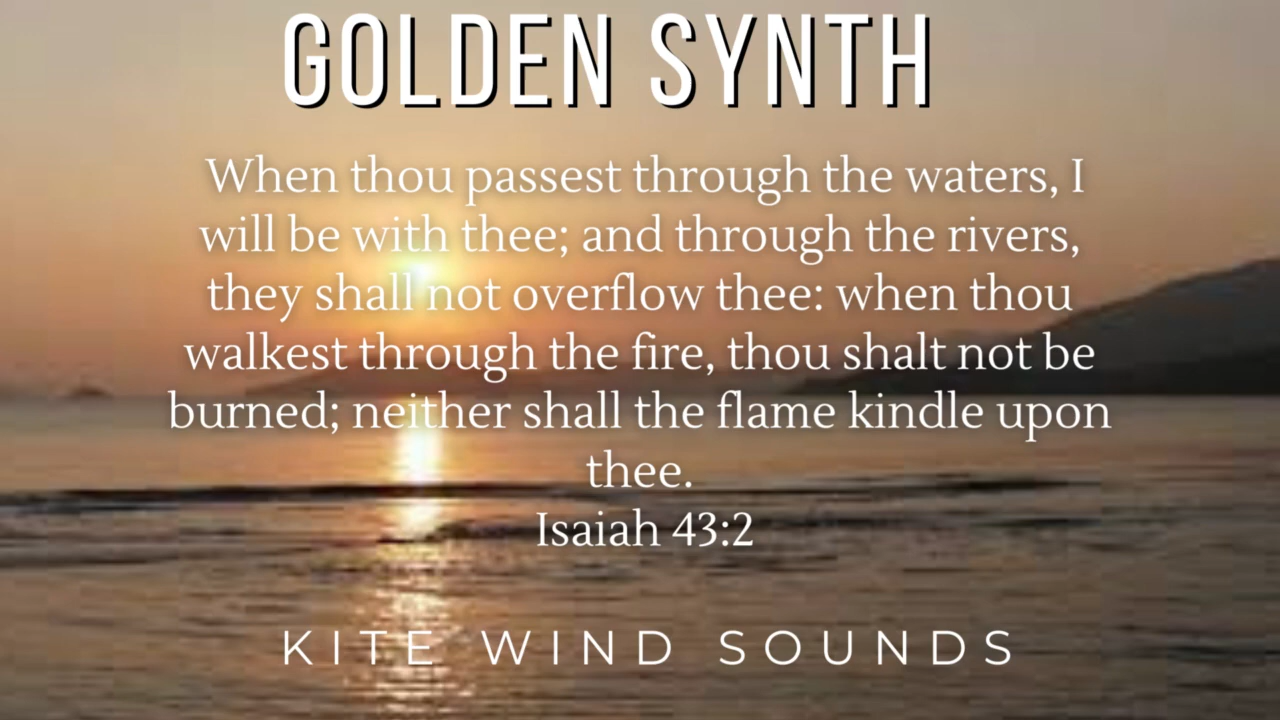 GOLDEN SYNTH
When thou passest through the waters, I
will be with thee; and through the rivers,
they shall not overflow thee: when thou
walkest through the fire, thou shalt not be
burned; neither shall the flame kindle upon
thee.
Isaiah 43:2
KITE WIND SOUNDS